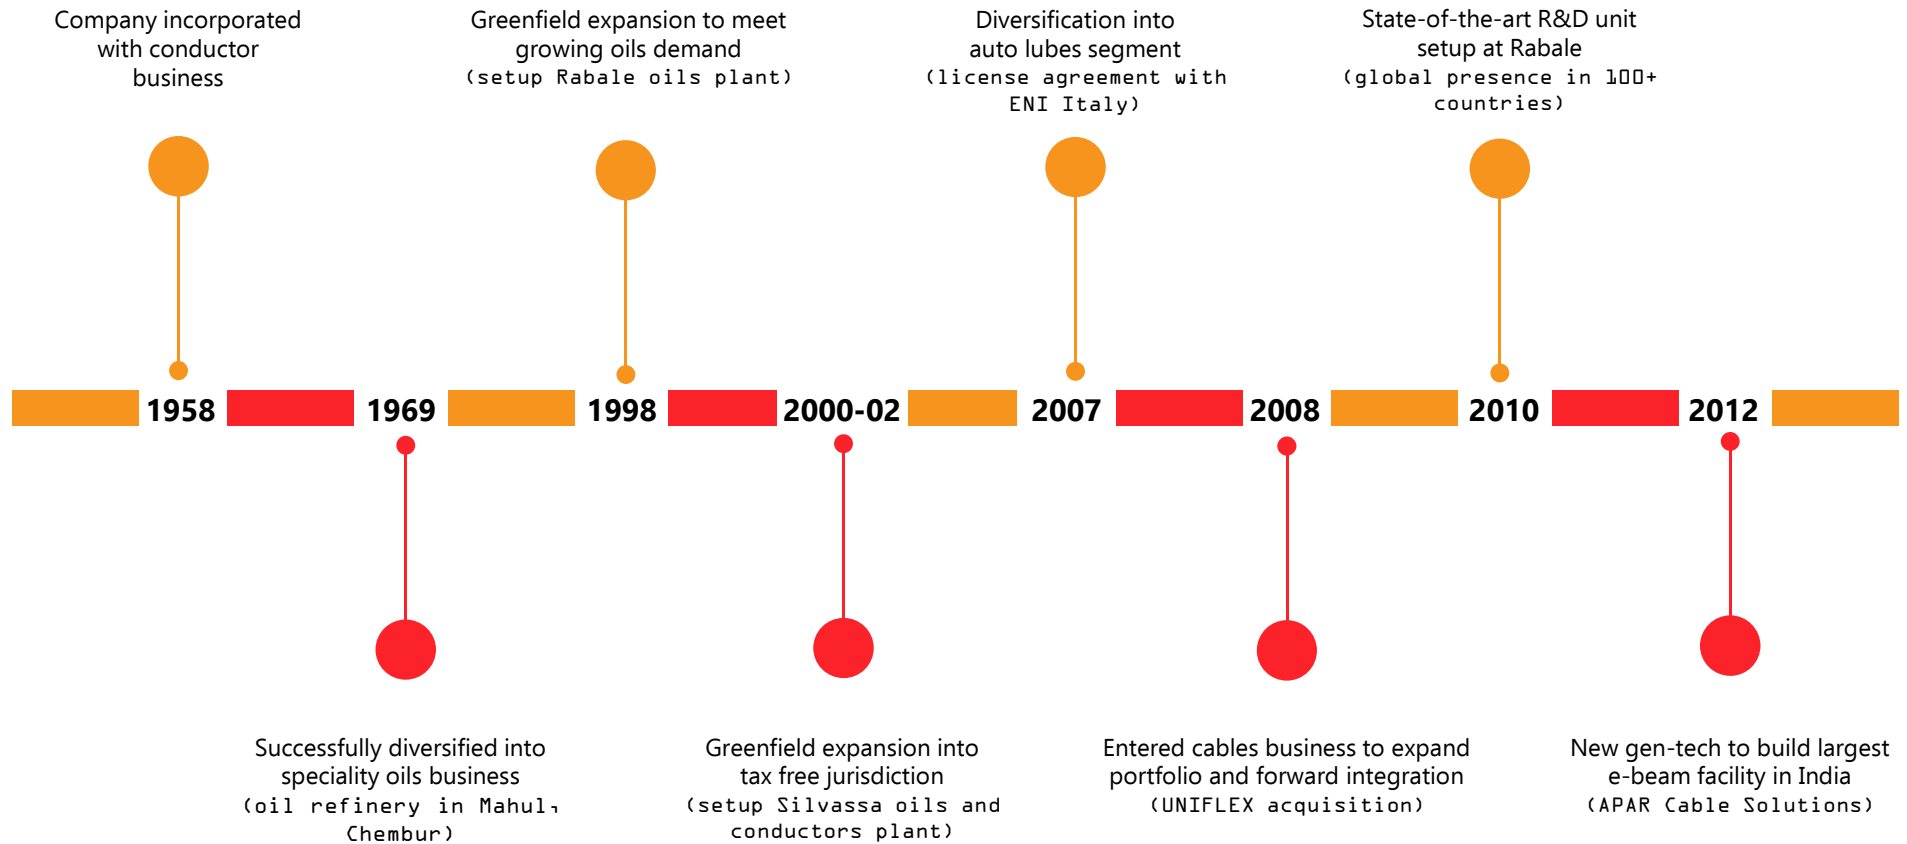 Company incorporated
with conductor
business
Greenfield expansion to meet
growing oils demand
(setup Rabale oils plant)
Diversification into
auto lubes segment
(license agreement with
ENI Italy)
State-of-the-art R&D unit
setup at Rabale
(global presence in 100+
countries)
1958
1969
1998
2000-02
2007
2008
2010
2012
Successfully diversified into
speciality oils business
(oil refinery in Mahul,
Chembur)
Greenfield expansion into
tax free jurisdiction
(setup Silvassa oils and
conductors plant)
Entered cables business to expand
portfolio and forward integration
(UNIFLEX acquisition)
New gen-tech to build largest
e-beam facility in India
(APAR Cable Solutions)